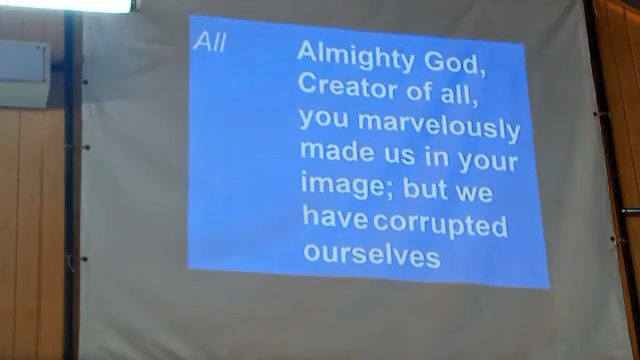 All
Almighty God,
Creator of all,
you marvelously
made us in your
image; but we
have corrupted
ourselves